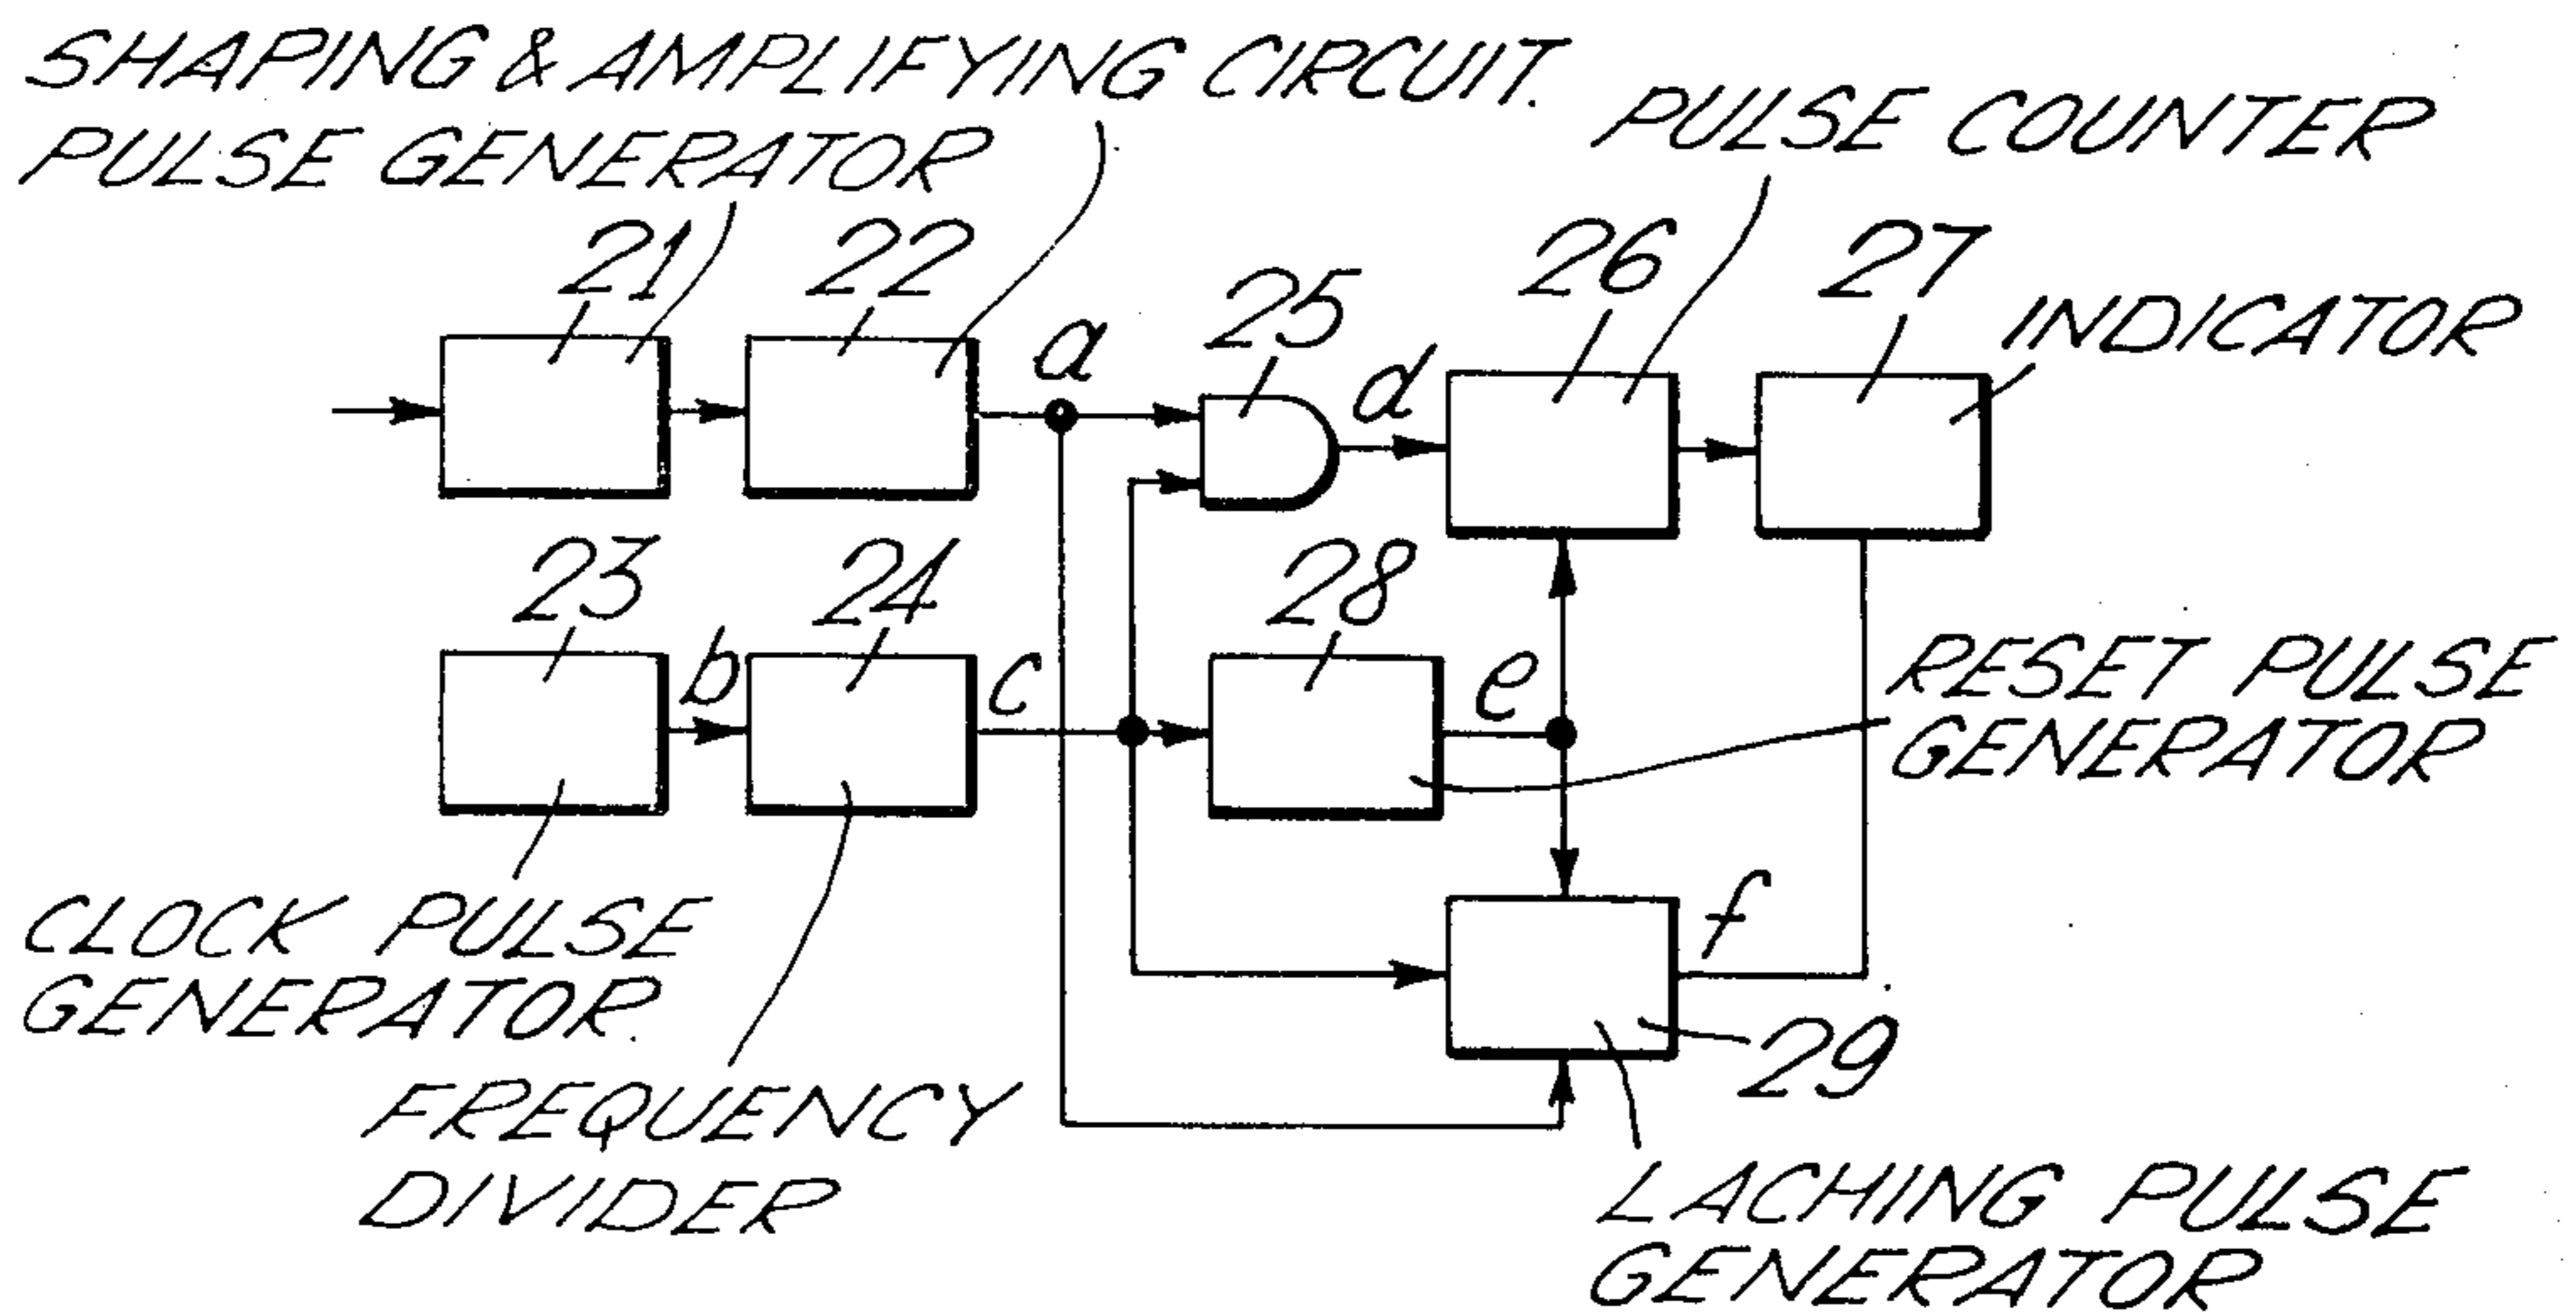 SHAPING & AMPLIFYING CIRCUIT.
PULSE GENERATOR
PULSE COUNTER
21
22
a
25
d
26
27
INDICATOR
23
b
24
c
28
e
RESET PULSE
GENERATOR
CLOCK PULSE
GENERATOR.
f
29
FREQUENCY
DIVIDER
LACHING PULSE
GENERATOR